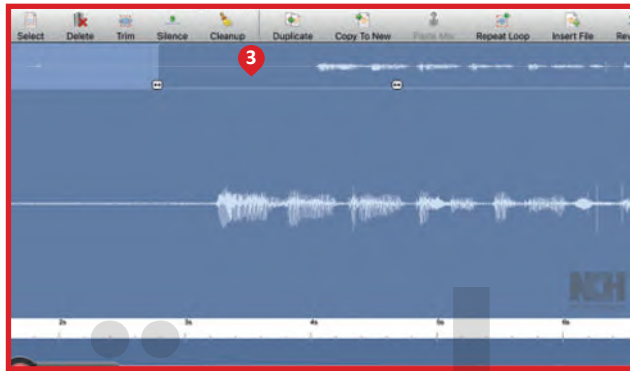 Select Delete Trim Silence Cleanup Duplicate Copy To New Paste Mix Repeat Loop Insert File Rev
3
NCH
2s 3s 4s 5s 6s